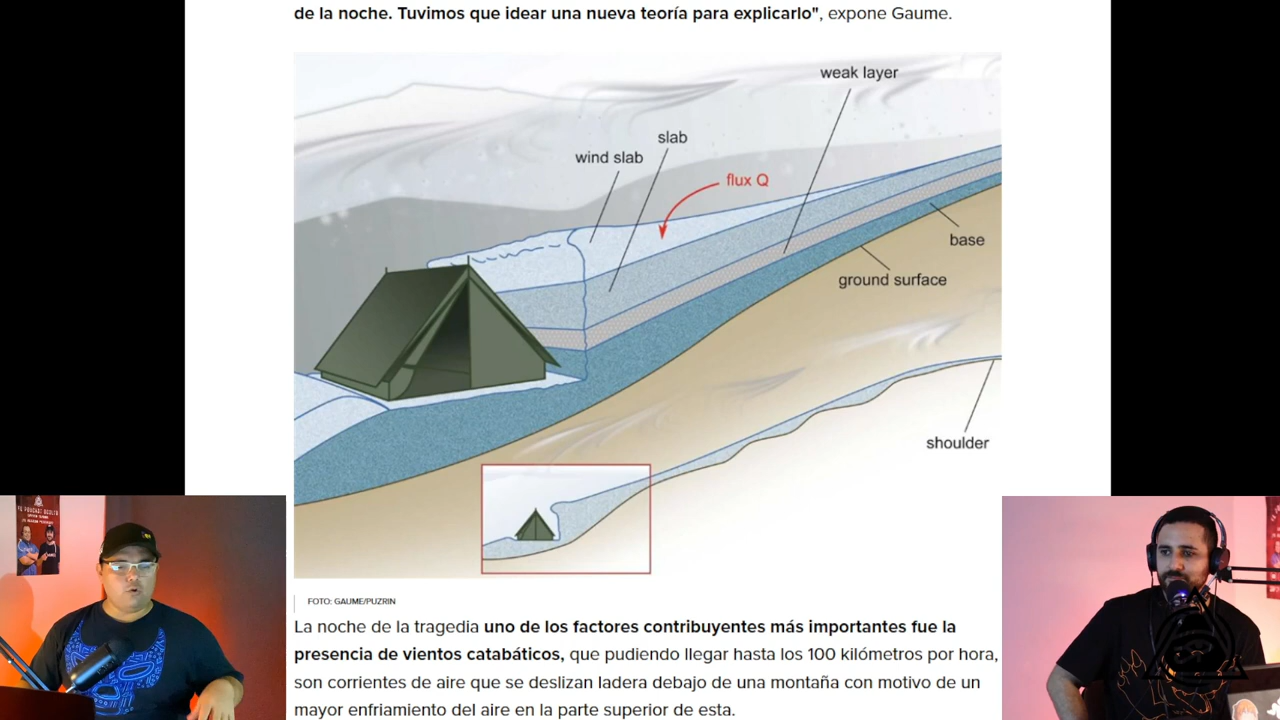 de la noche. Tuvimos que idear una nueva teoría para explicarlo", expone Gaume.
weak layer
slab
wind slab
flux Q
base
ground surface
shoulder
FOTO: GAUME/PUZRIN
La noche de la tragedia uno de los factores contribuyentes más importantes fue la
presencia de vientos catabáticos, que pudiendo llegar hasta los 100 kilómetros por hora,
son corrientes de aire que se deslizan ladera debajo de una montaña con motivo de un
mayor enfriamiento del aire en la parte superior de esta.